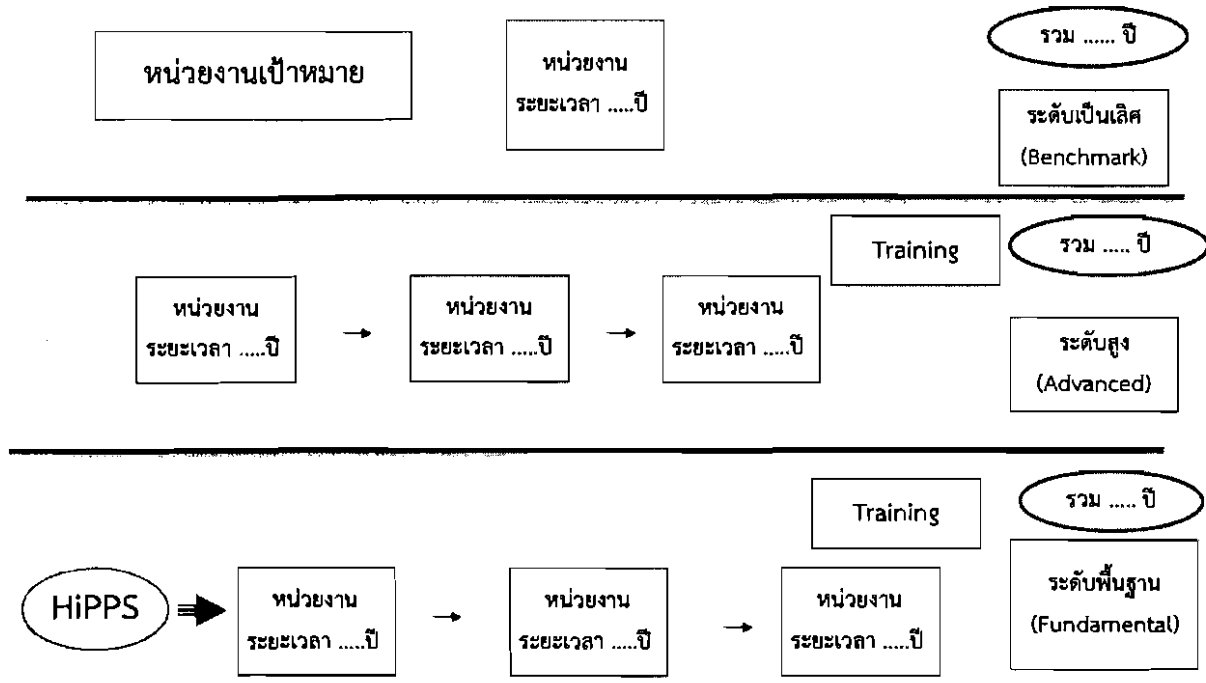 หน่วยงานเป้าหมาย
หน่วยงาน
ระยะเวลา .....ปี
รวม ...... ปี
ระดับเป็นเลิศ
(Benchmark)
Training
รวม ..... ปี
หน่วยงาน
ระยะเวลา .....ปี
หน่วยงาน
ระยะเวลา .....ปี
หน่วยงาน
ระยะเวลา .....ปี
ระดับสูง
(Advanced)
Training
รวม ..... ปี
HiPPS
หน่วยงาน
ระยะเวลา .....ปี
หน่วยงาน
ระยะเวลา .....ปี
หน่วยงาน
ระยะเวลา .....ปี
ระดับพื้นฐาน
(Fundamental)